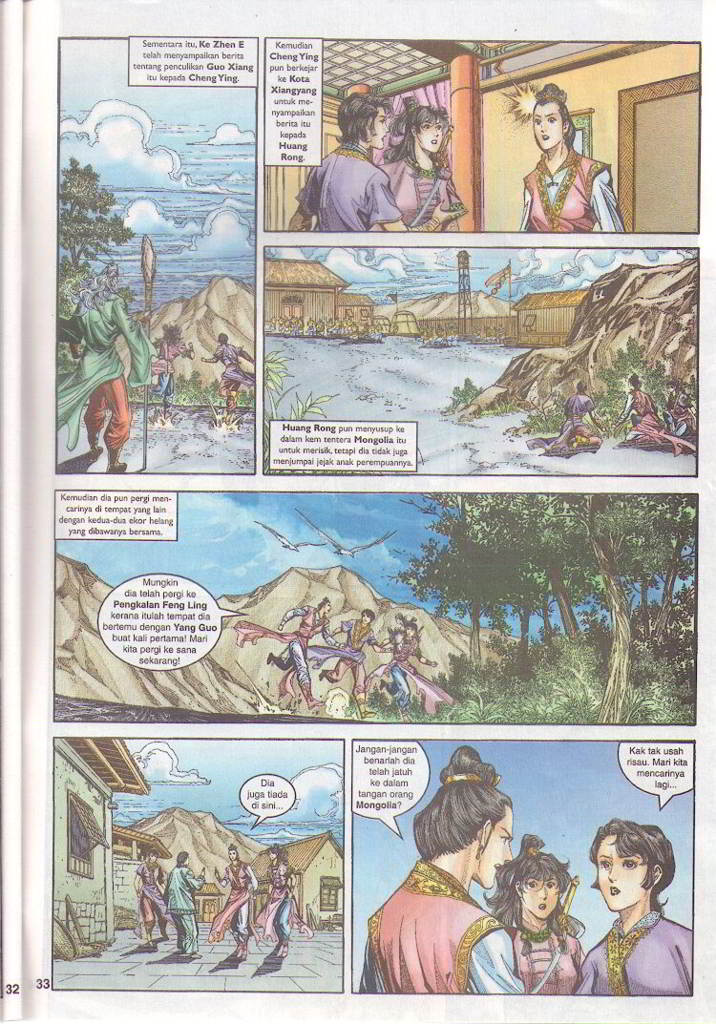 Sementara itu, Ke Zhen E
telah menyampaikan berita
tentang penculikan Guo Xiang
itu kepada Cheng Ying.
Kemudian
Cheng Ying
pun berkejar
ke Kota
Xiangyang
untuk me-
nyampaikan
berita itu
kepada
Huang
Rong.
Huang Rong pun menyusup ke
dalam kem tentera Mongolia itu
untuk merisik, tetapi dia tidak juga
menjumpai jejak anak perempuannya.
Kemudian dia pun pergi men-
carinya di tempat yang lain
dengan kedua-dua ekor helang
yang dibawanya bersama.
Mungkin
dia telah pergi ke
Pengkalan Feng Ling
kerana itulah tempat dia
bertemu dengan Yang Guo
buat kali pertama! Mari
kita pergi ke sana
sekarang!
Dia
juga tiada
di sini...
Jangan-jangan
benarlah dia
telah jatuh
ke dalam
tangan orang
Mongolia?
Kak tak usah
risau. Mari kita
mencarinya
lagi...
32
33